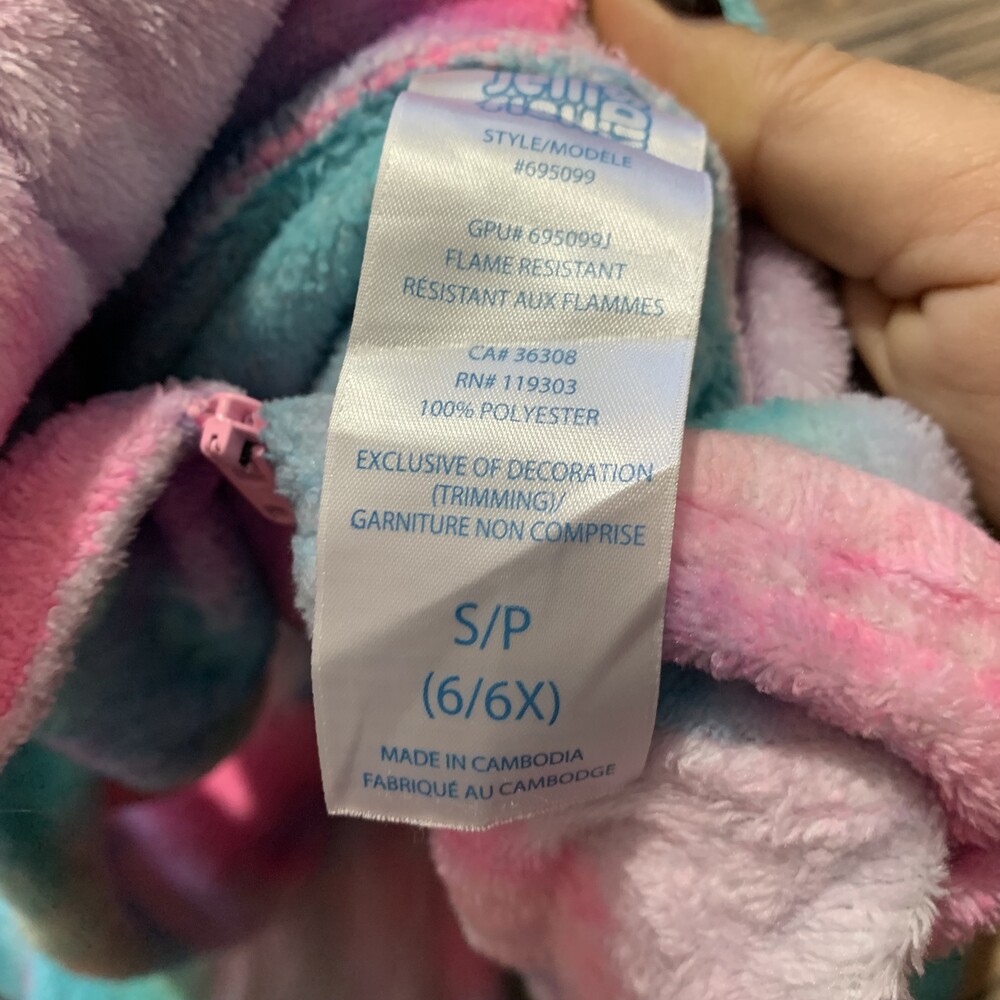 STYLE/MODÈLE
#695099
GPU# 695099J
FLAME RESISTANT
RÉSISTANT AUX FLAMMES
CA# 36308
RN# 119303
100% POLYESTER
EXCLUSIVE OF DECORATION
(TRIMMING)/
GARNITURE NON COMPRISE
S/P
(6/6X)
MADE IN CAMBODIA
FABRIQUÉ AU CAMBODGE